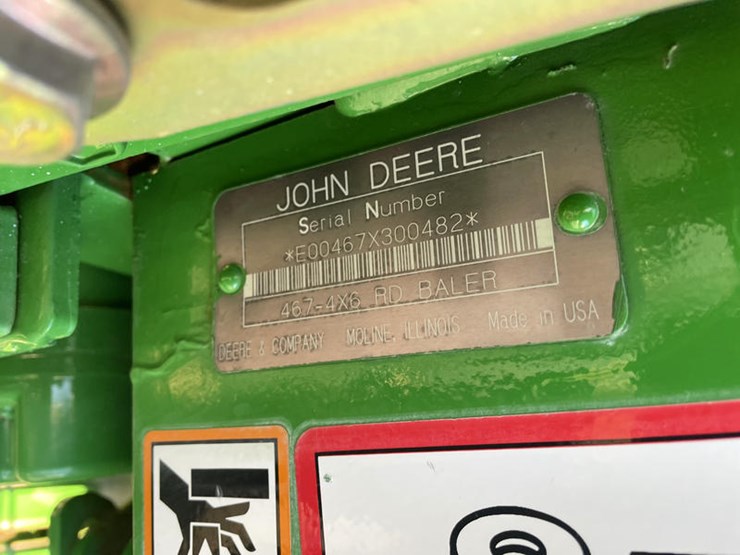 JOHN DEERE
Serial Number
*E00467X300482*
467-4X6 RD BALER
DEERE & COMPANY MOLINE, ILLINOIS Made in USA